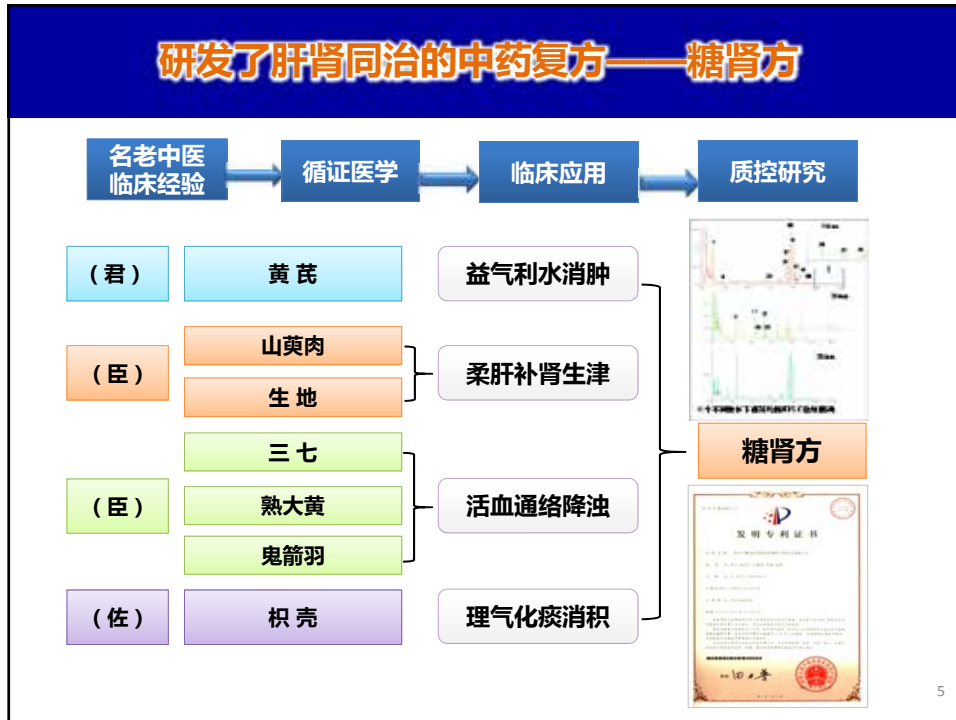 研发了肝肾同治的中药复方——糖肾方
名老中医
临床经验
循证医学
临床应用
质控研究
（君）
黄 芪
益气利水消肿
（臣）
山萸肉
生 地
柔肝补肾生津
（臣）
三 七
熟大黄
鬼箭羽
活血通络降浊
（佐）
枳 壳
理气化痰消积
糖肾方
发 明 专 利 证 书
5